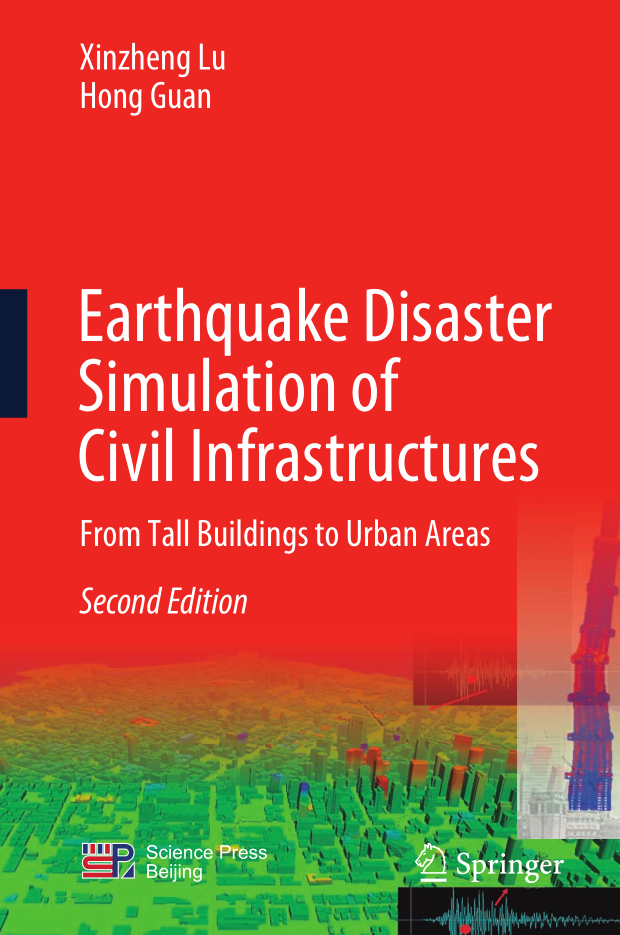 Xinzheng Lu
Hong Guan
Earthquake Disaster
Simulation of
Civil Infrastructures
From Tall Buildings to Urban Areas
Second Edition
Science Press
Beijing
Springer